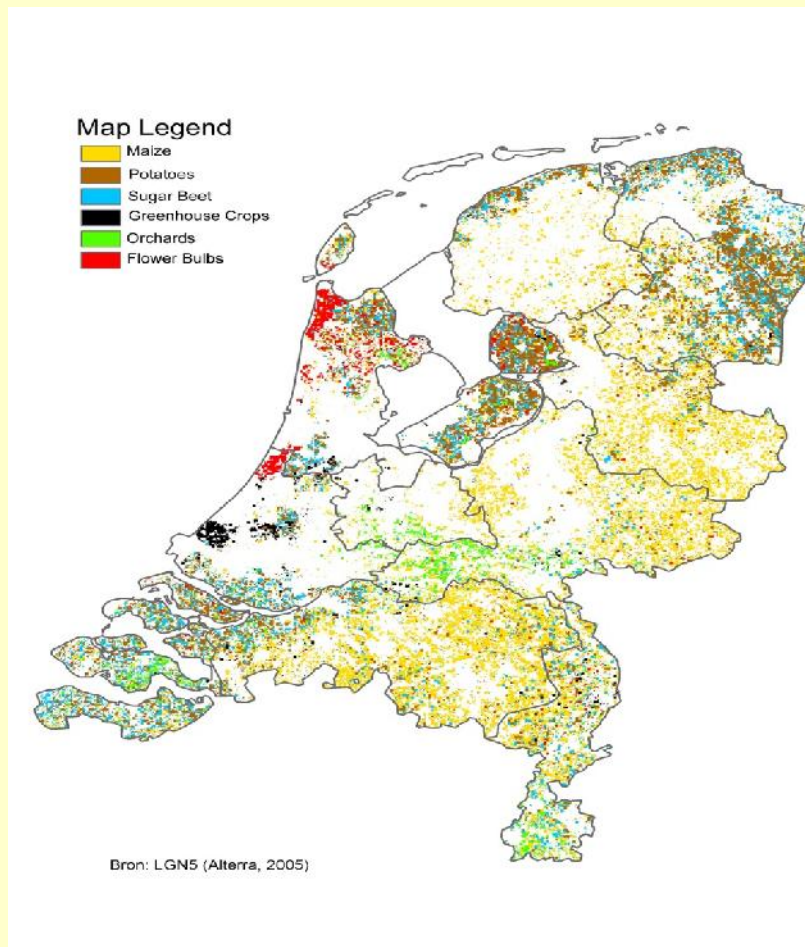 Map Legend
Maize
Potatoes
Sugar Beet
Greenhouse Crops
Orchards
Flower Bulbs
Bron: LGN5 (Alterra, 2005)